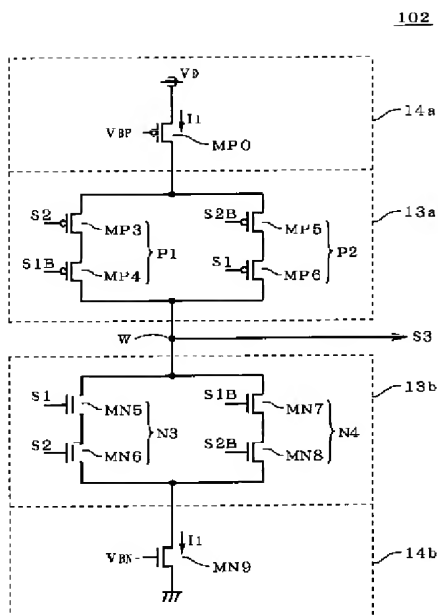 102
VD
I1
VBP
MP0
14a
S2
MP3
S2B
MP5
13a
P1
P2
S1B
MP4
S1
MP6
W
S3
S1
MN5
S1B
MN7
13b
N3
N4
S2
MN6
S2B
MN8
I1
VBN
MN9
14b